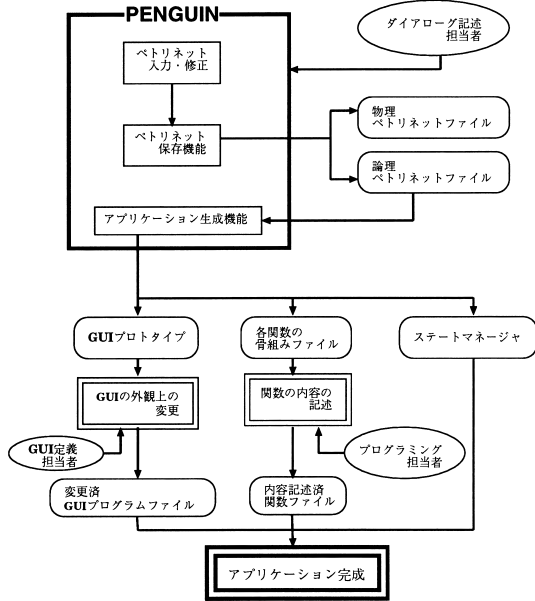 PENGUIN
ダイアローグ記述
担当者
ペトリネット
入力・修正
ペトリネット
保存機能
物理
ペトリネットファイル
論理
ペトリネットファイル
アプリケーション生成機能
GUIプロトタイプ
各関数の
骨組みファイル
ステートマネージャ
GUIの外観上の
変更
関数の内容の
記述
GUI定義
担当者
プログラミング
担当者
変更済
GUIプログラムファイル
内容記述済
関数ファイル
アプリケーション完成